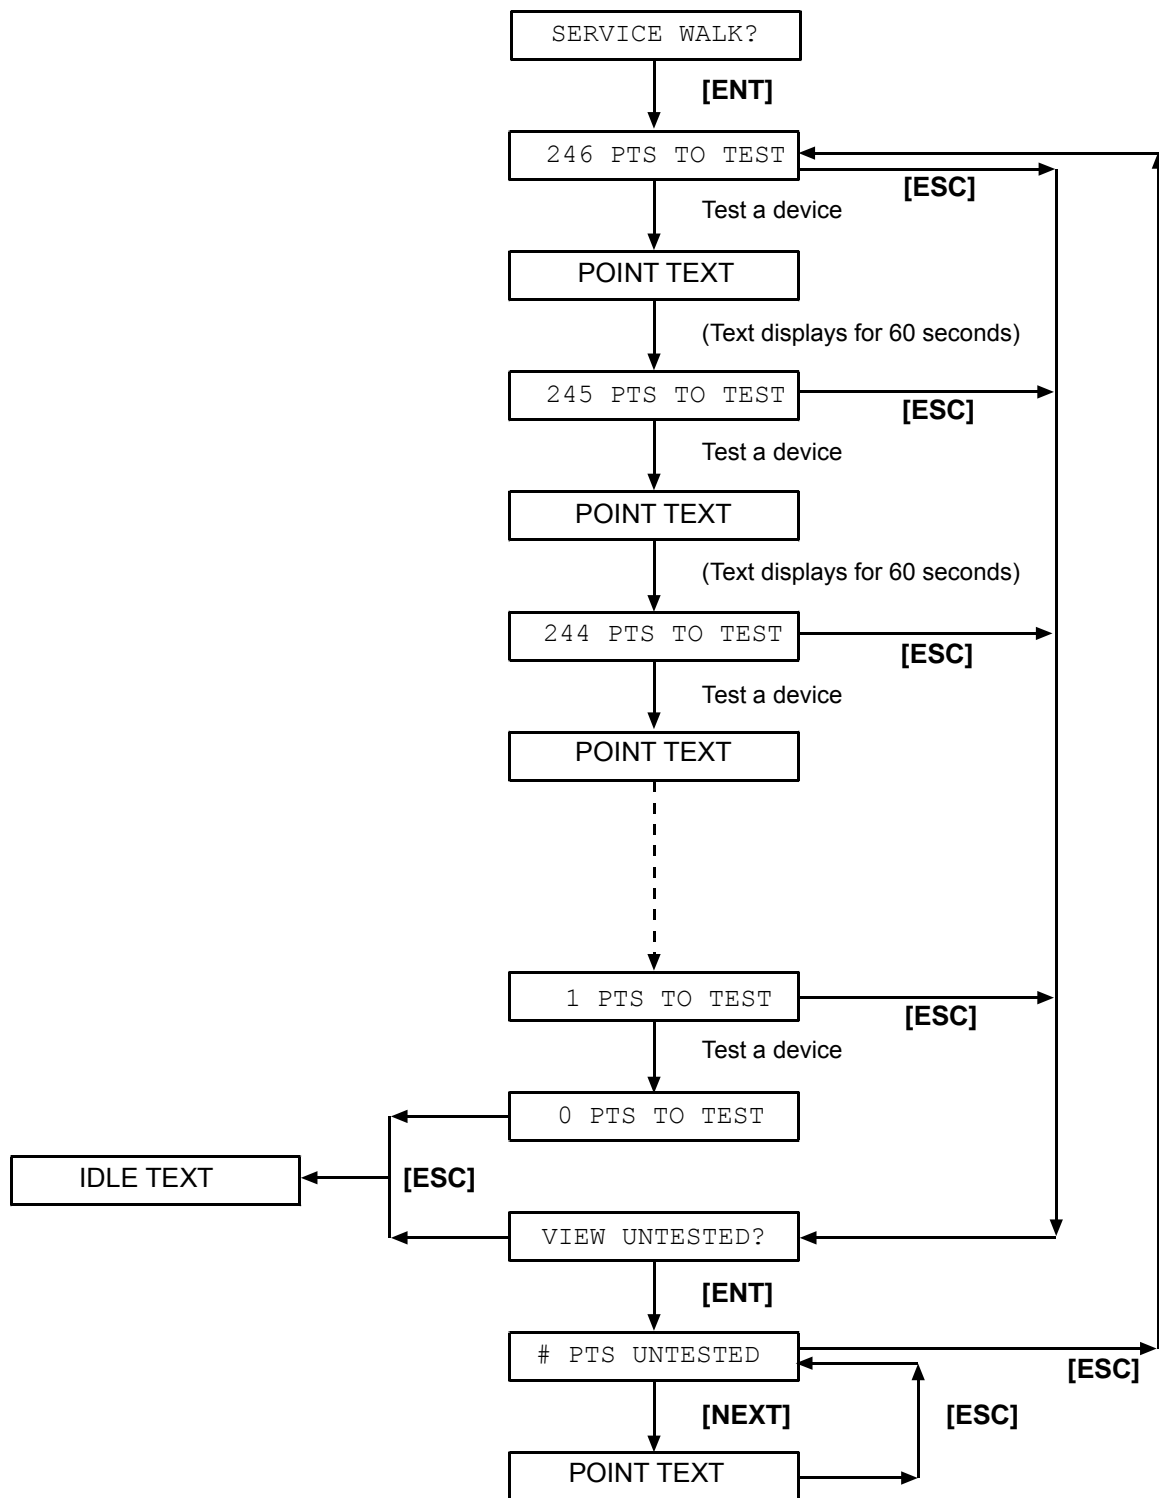 SERVICE WALK?
[ENT]
246 PTS TO TEST
[ESC]
Test a device
POINT TEXT
(Text displays for 60 seconds)
245 PTS TO TEST
[ESC]
Test a device
POINT TEXT
(Text displays for 60 seconds)
244 PTS TO TEST
[ESC]
Test a device
POINT TEXT
1 PTS TO TEST
[ESC]
Test a device
0 PTS TO TEST
IDLE TEXT
[ESC]
VIEW UNTESTED?
[ENT]
# PTS UNTESTED
[ESC]
[NEXT]
[ESC]
POINT TEXT